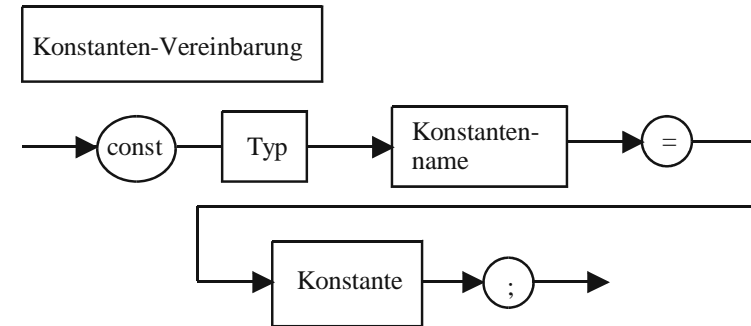 Konstanten-Vereinbarung
const Typ Konstanten- =
name
Konstante ;